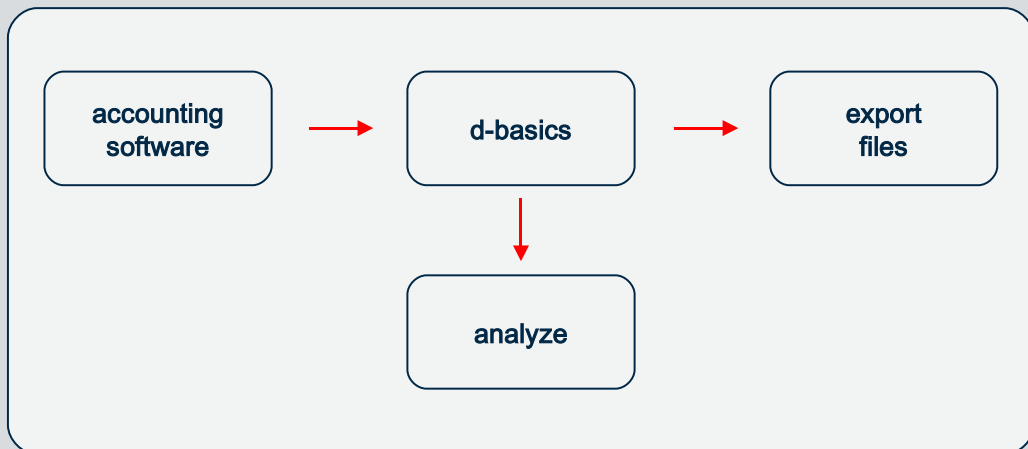 accounting
software
d-basics
export
files
analyze